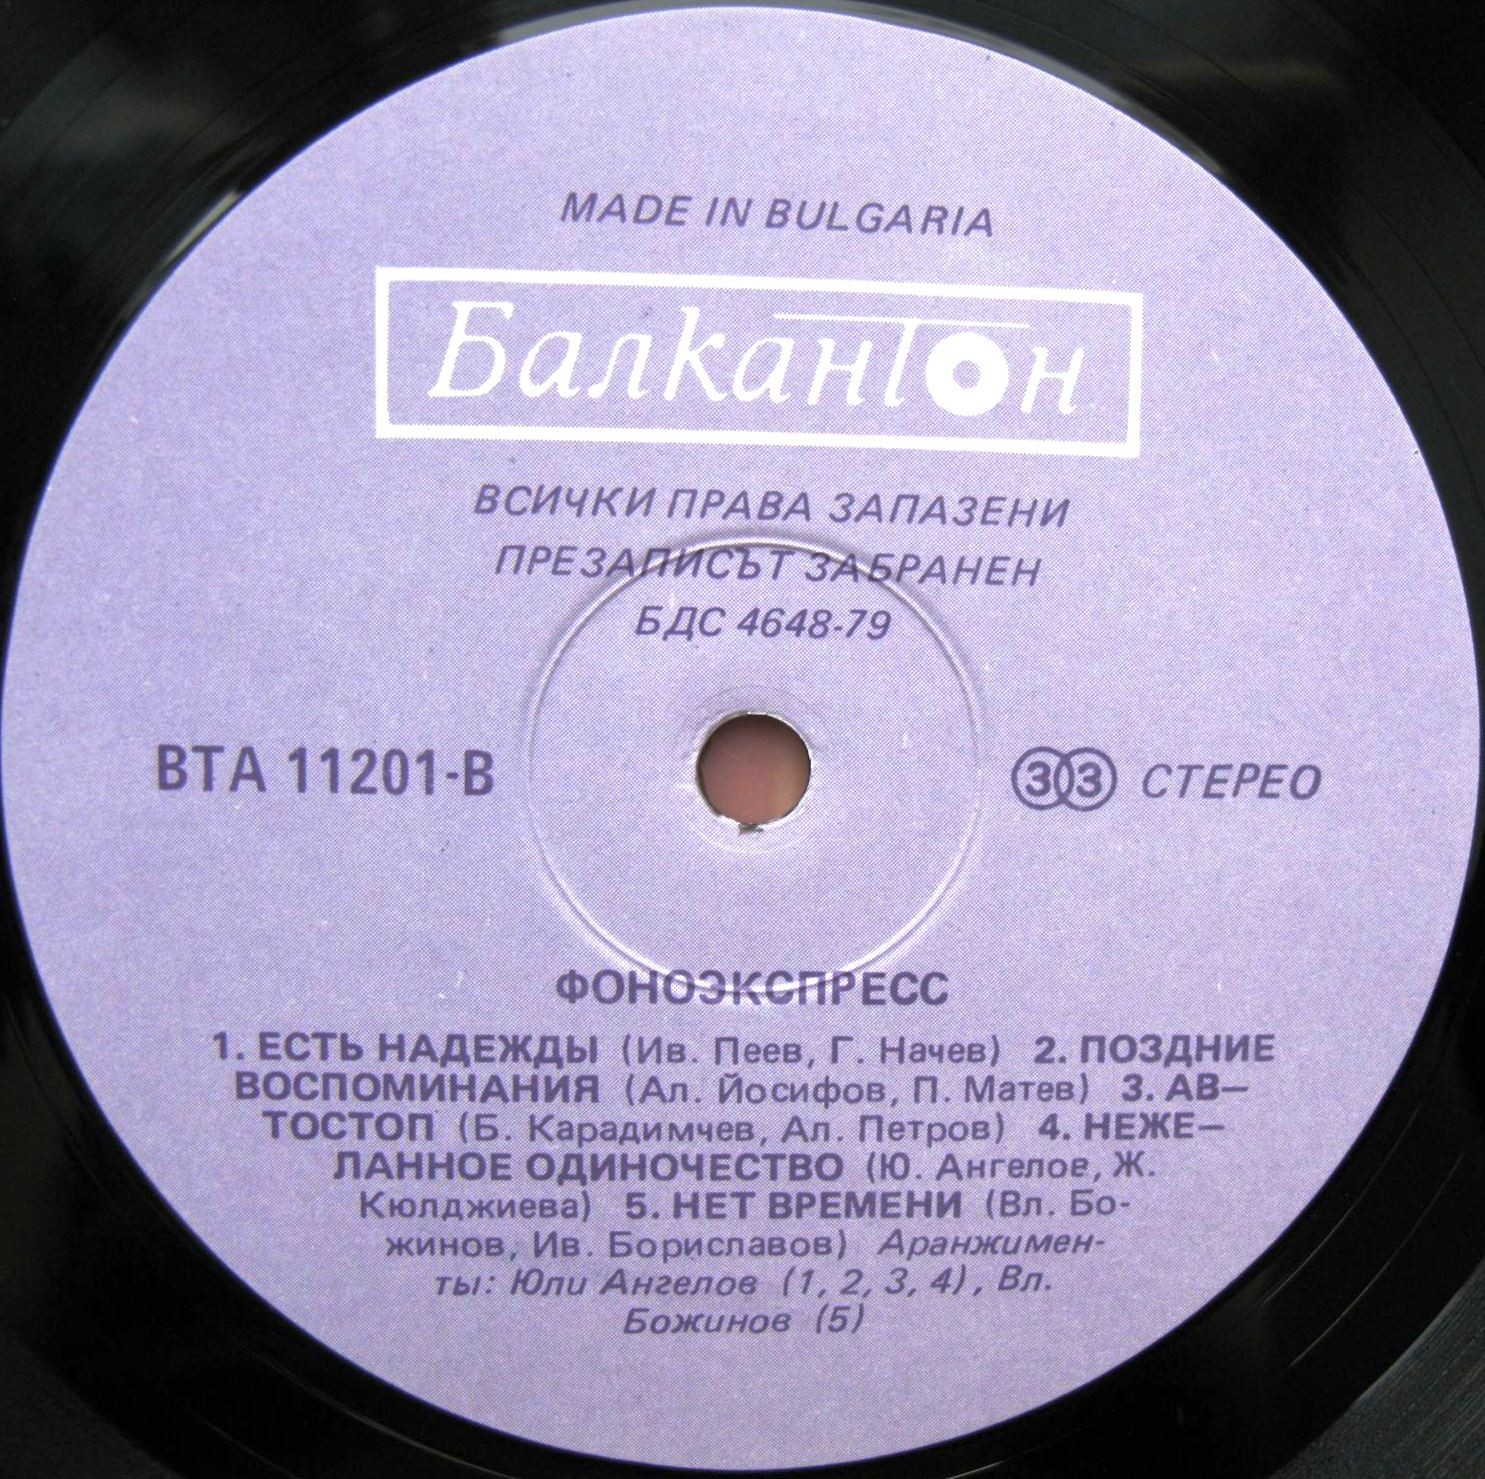 MADE IN BULGARIA
Балкантон
ВСИЧКИ ПРАВА ЗАПАЗЕНИ
ПРЕЗАПИСЪТ ЗАБРАНЕН
БДС 4648-79
ВТА 11201-В
33 СТЕРЕО
ФОНОЭКСПРЕСС
1. ЕСТЬ НАДЕЖДЫ (Ив. Пеев, Г. Начев) 2. ПОЗДНИЕ
ВОСПОМИНАНИЯ (Ал. Йосифов, П. Матев) 3. АВ—
ТОСТОП (Б. Карадимчев, Ал. Петров) 4. НЕЖЕ—
ЛАННОЕ ОДИНОЧЕСТВО (Ю. Ангелов, Ж.
Кюлджиева) 5. НЕТ ВРЕМЕНИ (Вл. Бо-
жинов, Ив. Бориславов) Аранжимен-
ты: Юли Ангелов (1, 2, 3, 4), Вл.
Божинов (5)